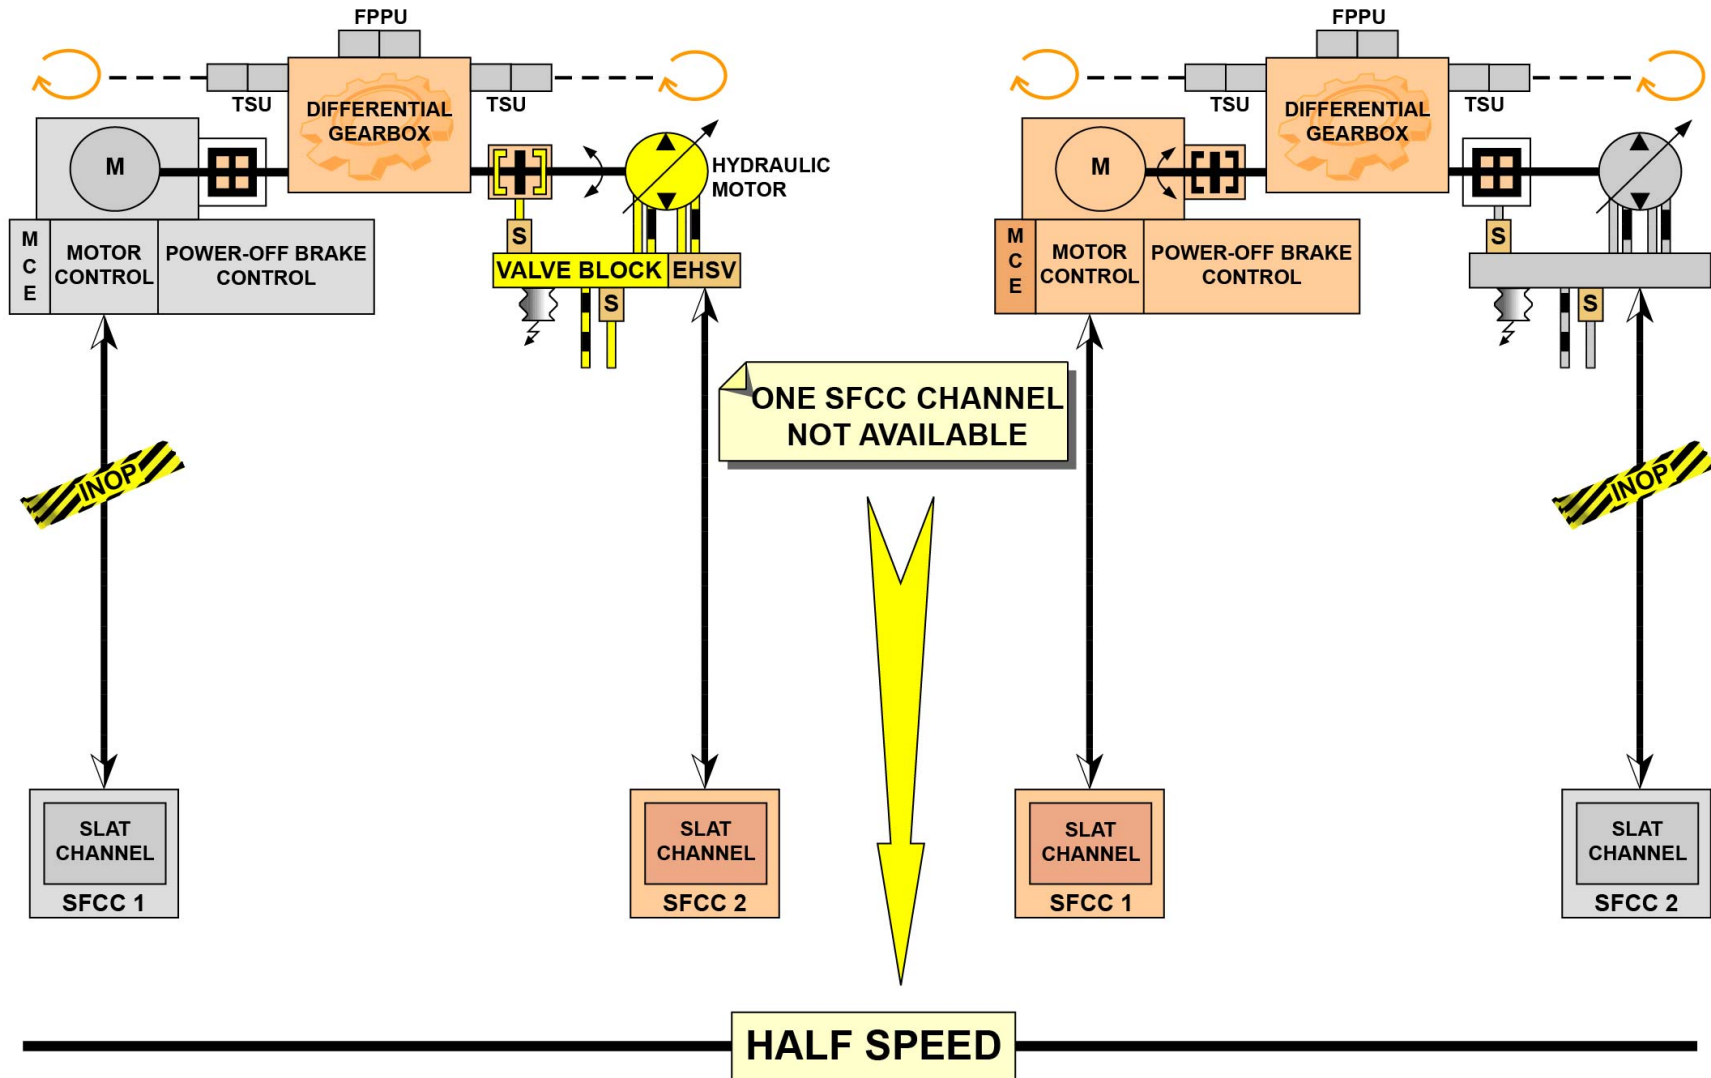 FPPU
TSU
TSU
DIFFERENTIAL
GEARBOX
M
HYDRAULIC
MOTOR
M
C
E
MOTOR
CONTROL
POWER-OFF BRAKE
CONTROL
S
VALVE BLOCK
EHSV
S
INOP
SLAT
CHANNEL
SFCC 1
SLAT
CHANNEL
SFCC 2
ONE SFCC CHANNEL
NOT AVAILABLE
FPPU
TSU
TSU
DIFFERENTIAL
GEARBOX
M
M
C
E
MOTOR
CONTROL
POWER-OFF BRAKE
CONTROL
S
S
INOP
SLAT
CHANNEL
SFCC 1
SLAT
CHANNEL
SFCC 2
HALF SPEED